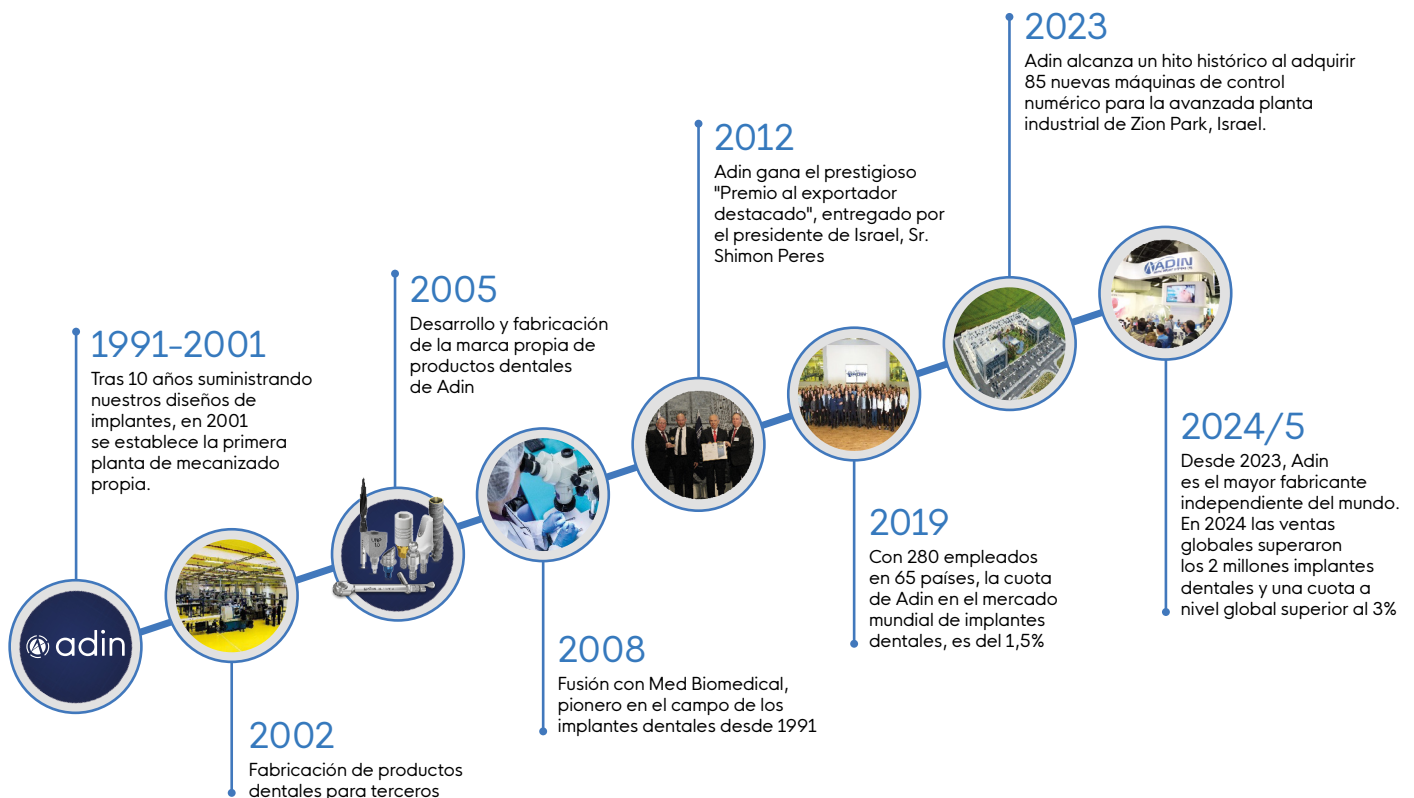 adin
1991–2001
Tras 10 años suministrando
nuestros diseños de
implantes, en 2001
se establece la primera
planta de mecanizado
propia.
2002
Fabricación de productos
dentales para terceros
2005
Desarrollo y fabricación
de la marca propia de
productos dentales
de Adin
2008
Fusión con Med Biomedical,
pionero en el campo de los
implantes dentales desde 1991
2012
Adin gana el prestigioso
"Premio al exportador
destacado", entregado por
el presidente de Israel, Sr.
Shimon Peres
2019
Con 280 empleados
en 65 países, la cuota
de Adin en el mercado
mundial de implantes
dentales, es del 1,5%
2023
Adin alcanza un hito histórico al adquirir
85 nuevas máquinas de control
numérico para la avanzada planta
industrial de Zion Park, Israel.
ADIN
2024/5
Desde 2023, Adin
es el mayor fabricante
independiente del mundo.
En 2024 las ventas
globales superaron
los 2 millones implantes
dentales y una cuota a
nivel global superior al 3%